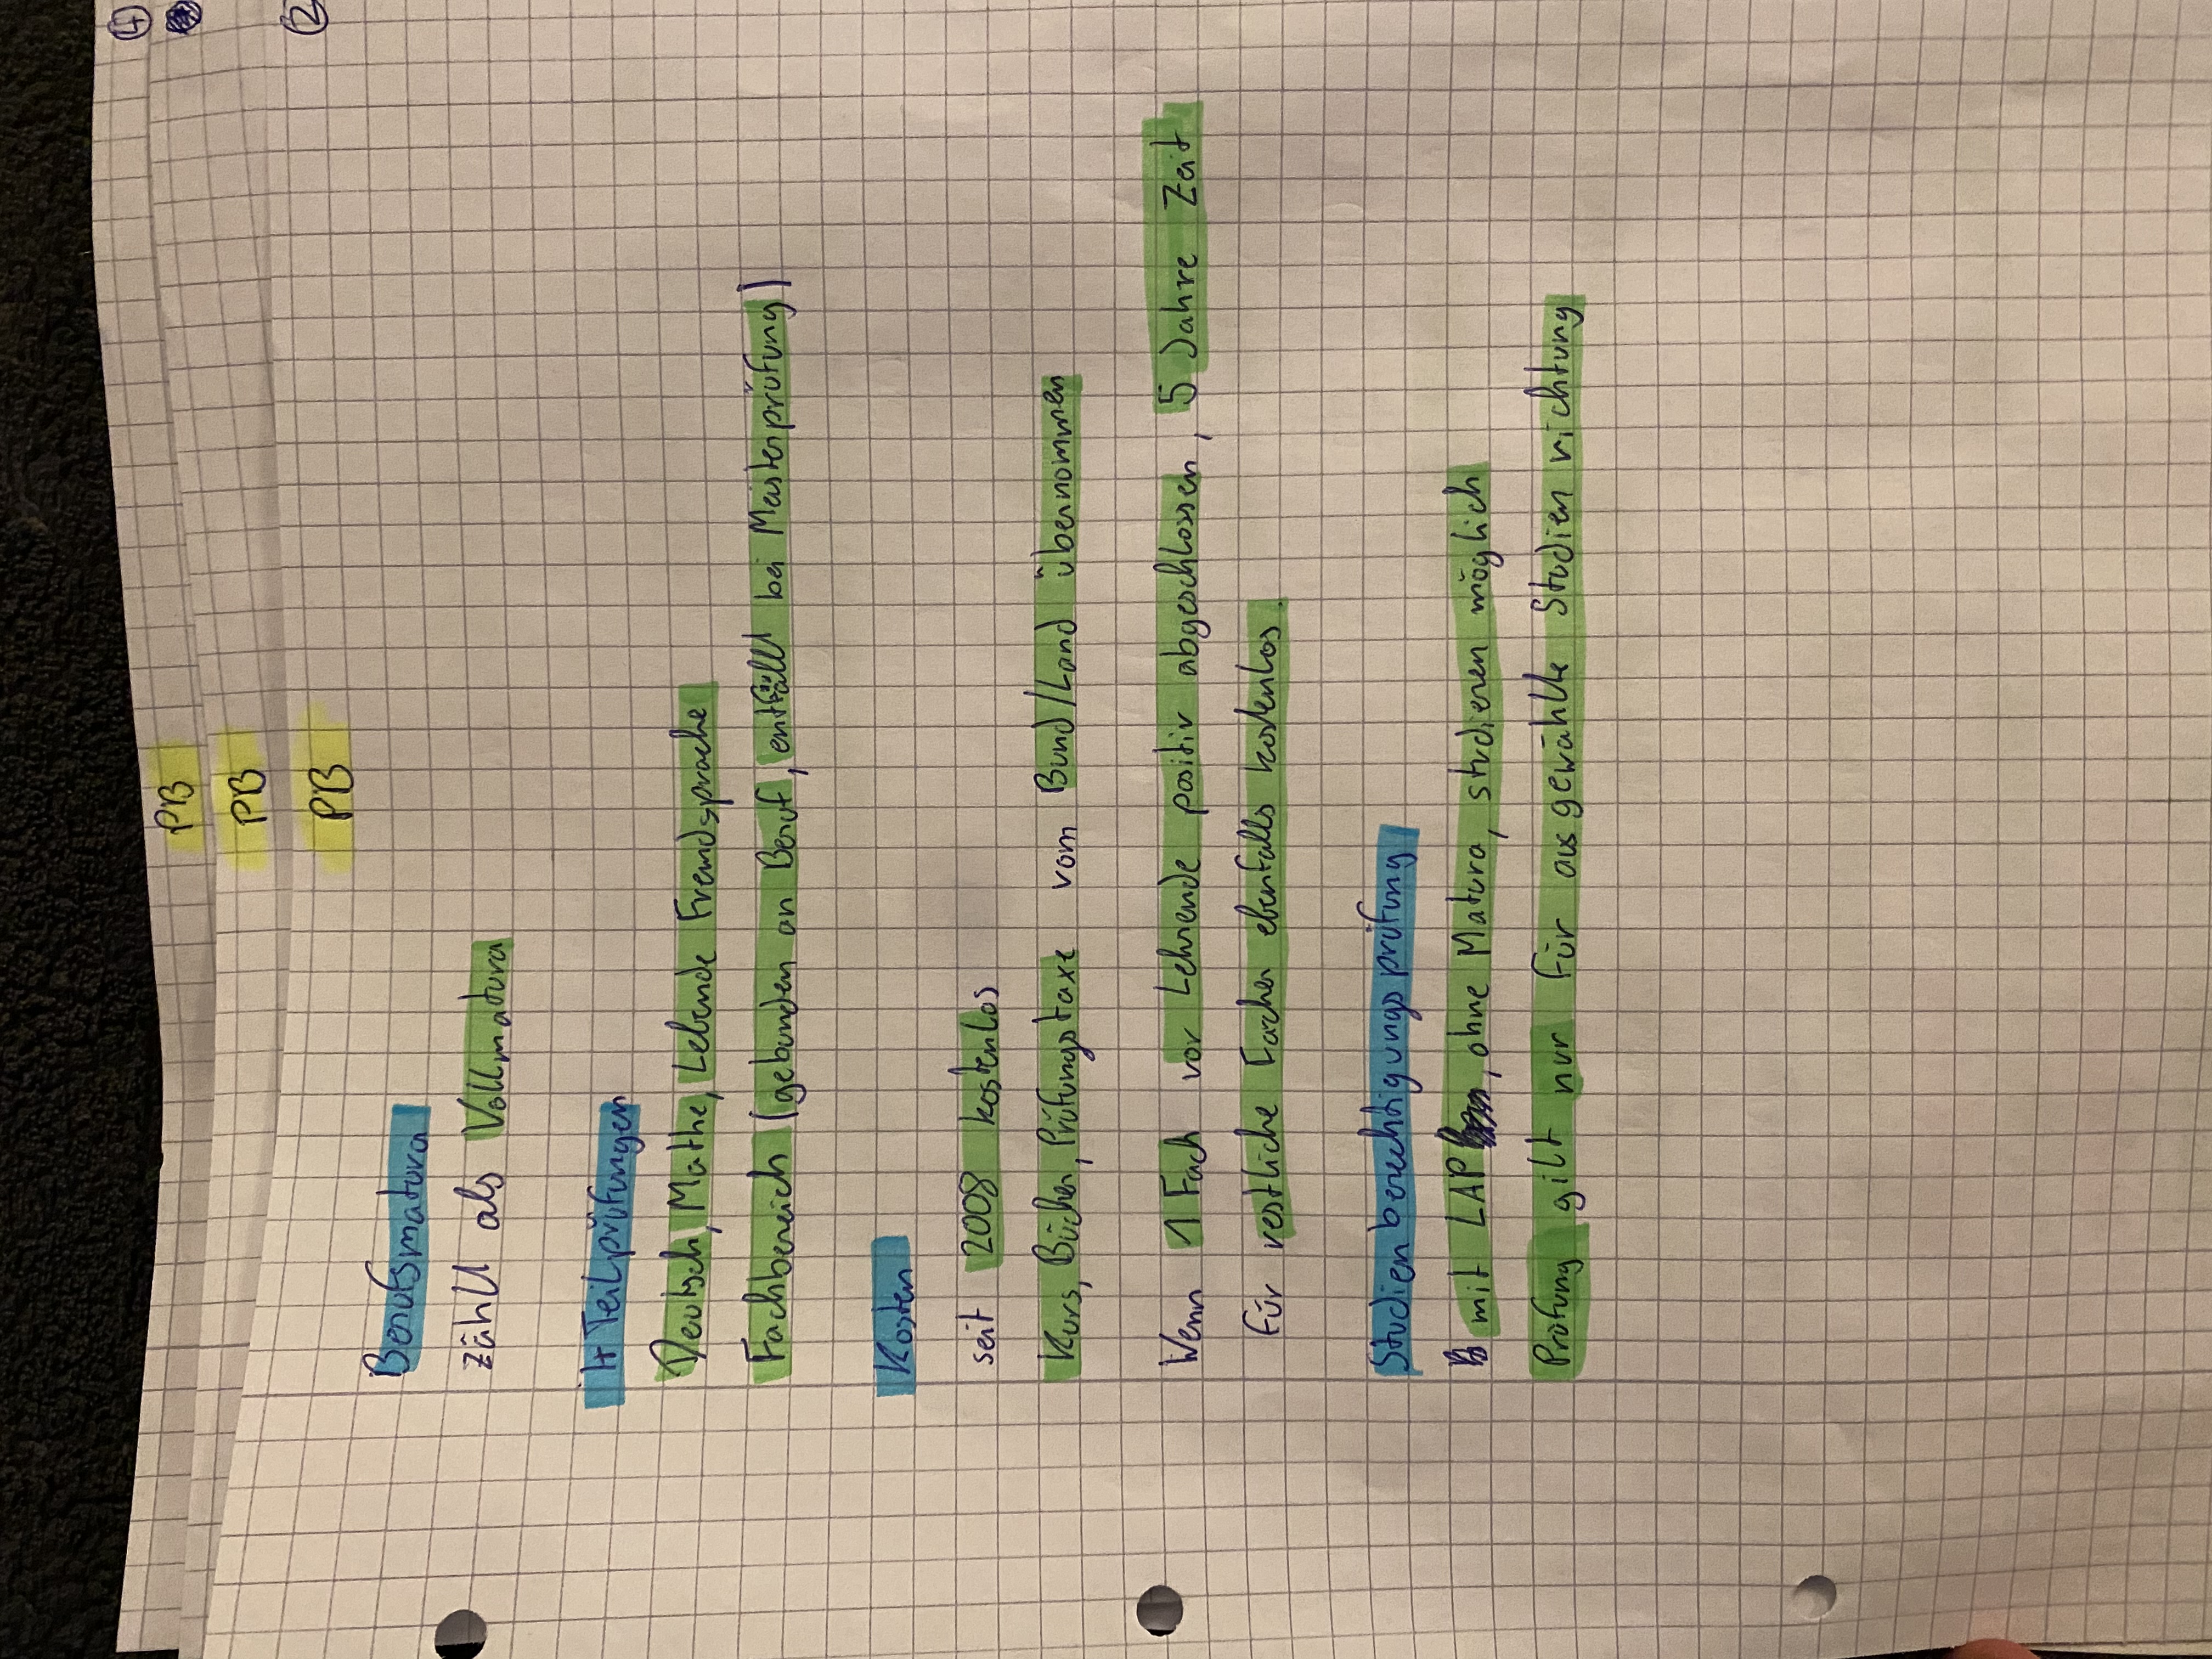 PB
4
PB
PB
2
Berufsmatura
zählt als Vollmatura
4 Teilprüfungen
Deutsch, Mathe, Lebende Fremdsprache
Fachbereich (gebunden an Beruf, entfällt bei Meisterprüfung)
Kosten
seit 2008 kostenlos
Kurs, Bücher, Prüfungstaxe vom Bund/Land übernommen
Wenn 1 Fach vor Lehrende positiv abgeschlossen, 5 Jahre Zeit
für restliche Fächer ebenfalls kostenlos.
Studienberechtigungsprüfung
mit LAP, ohne Matura, studieren möglich
Prüfung gilt nur für ausgewählte Studienrichtung